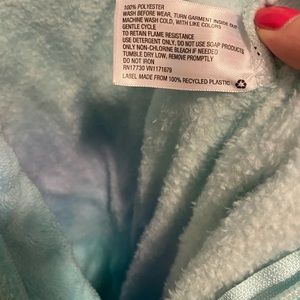 100% POLYESTER
WASH BEFORE WEAR, TURN GARMENT INSIDE OUT
MACHINE WASH COLD, WITH LIKE COLORS
GENTLE CYCLE
TO RETAIN FLAME RESISTANCE
USE DETERGENT ONLY. DO NOT USE SOAP PRODUCTS
ONLY NON-CHLORINE BLEACH IF NEEDED
TUMBLE DRY LOW, REMOVE PROMPTLY
DO NOT IRON
RN17730 VN1171879
LABEL MADE FROM 100% RECYCLED PLASTIC